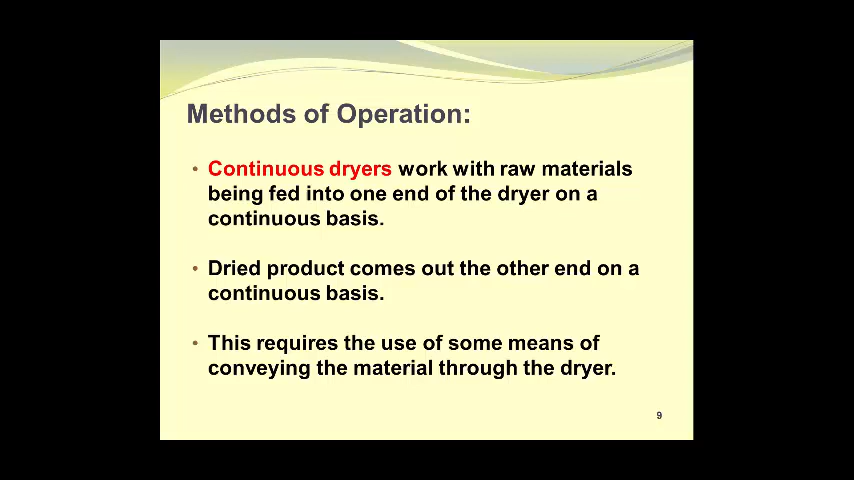 Methods of Operation:
• Continuous dryers work with raw materials
being fed into one end of the dryer on a
continuous basis.
• Dried product comes out the other end on a
continuous basis.
• This requires the use of some means of
conveying the material through the dryer.
9